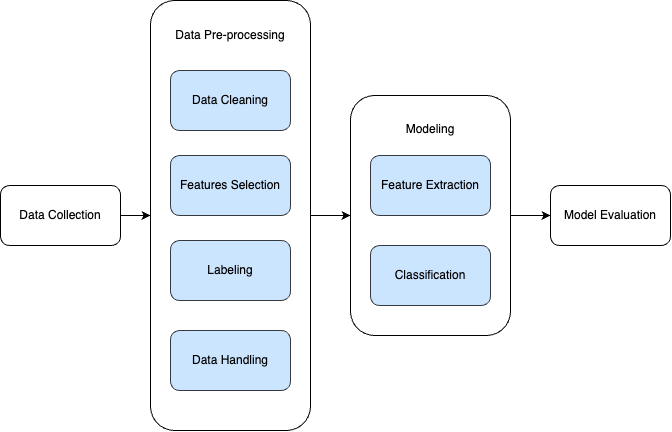 Data Collection
Data Pre-processing
Data Cleaning
Features Selection
Labeling
Data Handling
Modeling
Feature Extraction
Classification
Model Evaluation